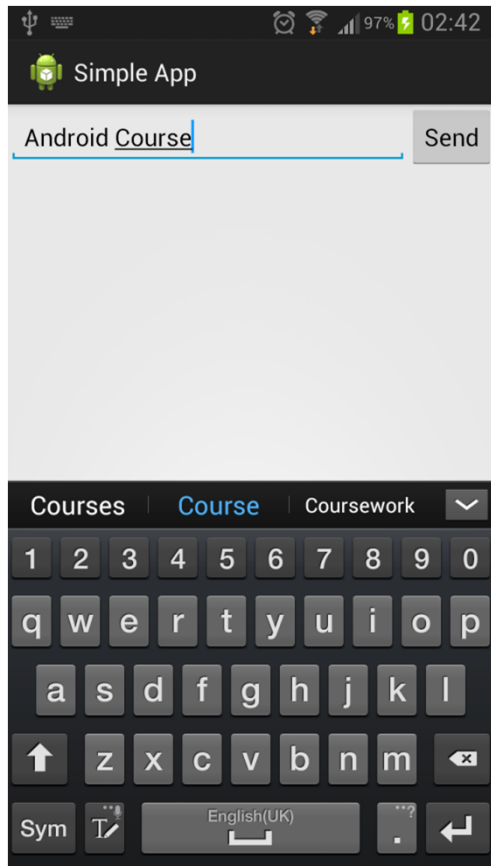 97% 02:42
Simple App
Android Course Send
Courses Course Coursework
1 2 3 4 5 6 7 8 9 0
q w e r t y u i o p
a s d f g h j k l
z x c v b n m
Sym T English(UK) ...? .